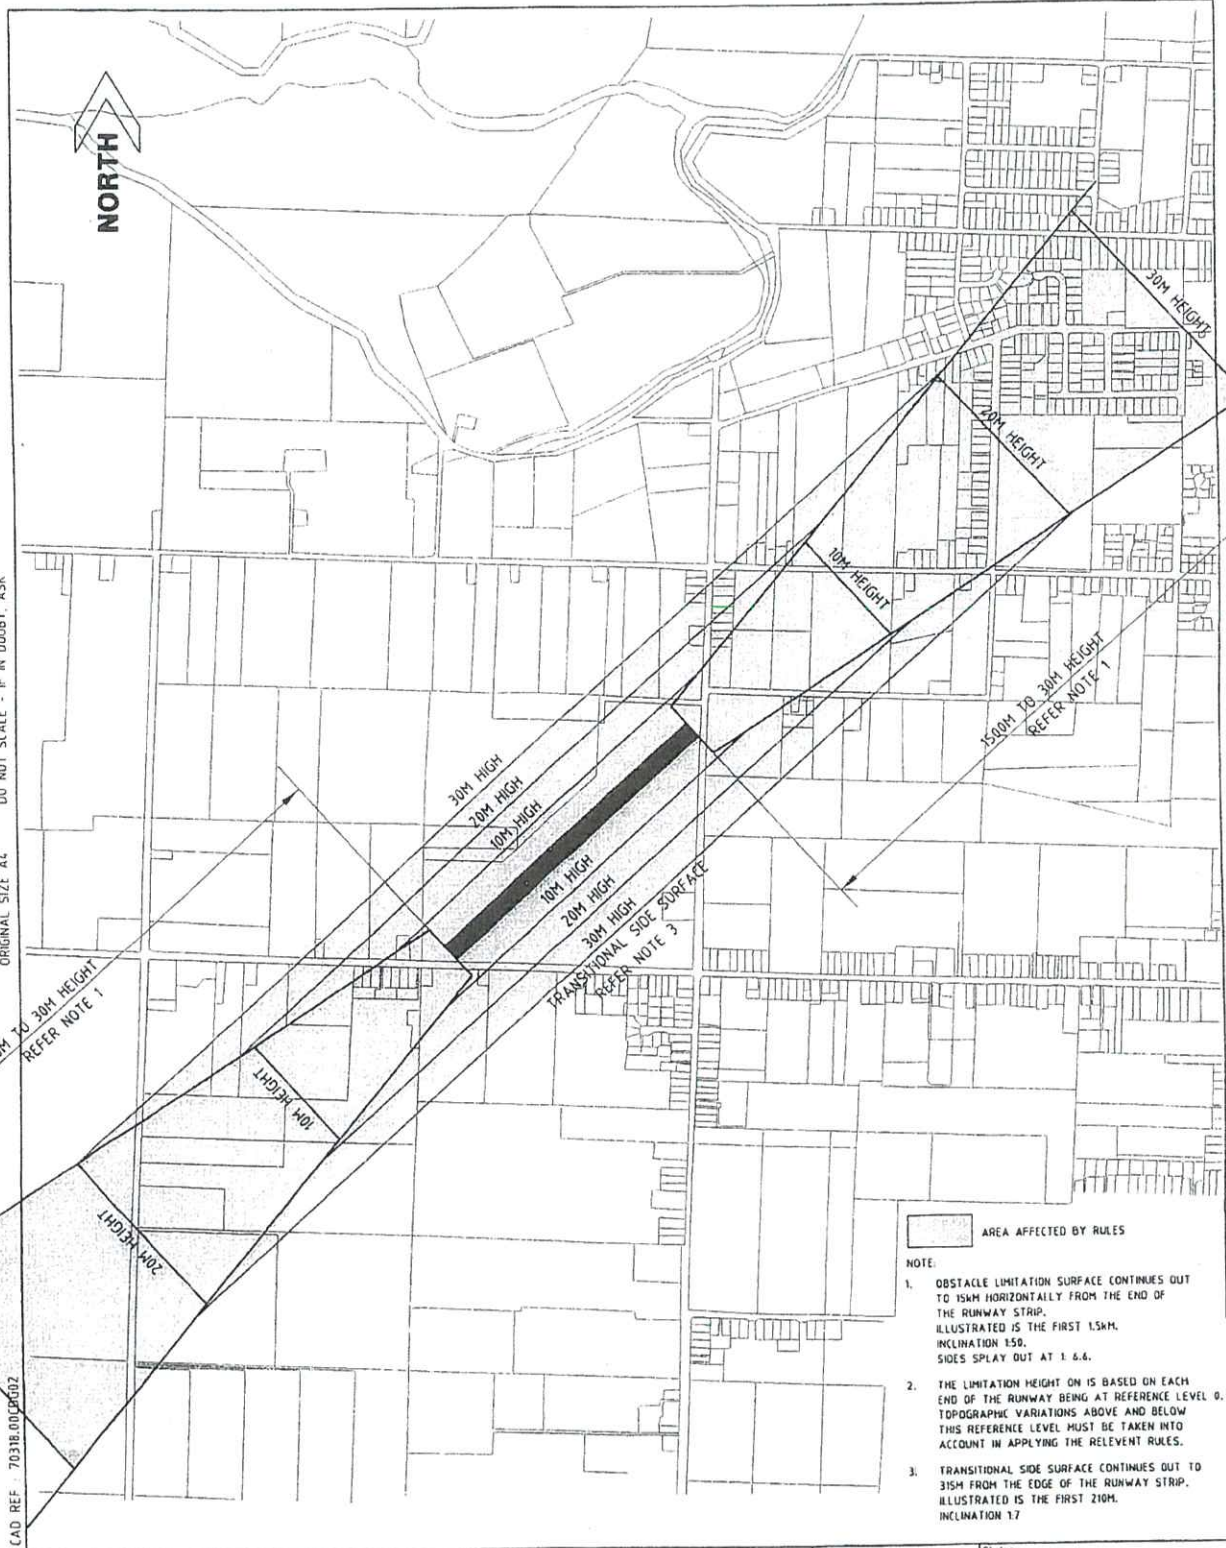 NORTH
30M HEIGHT
20M HEIGHT
10M HEIGHT
1500M TO 30M HEIGHT
REFER NOTE 1
30M HIGH
20M HIGH
10M HIGH
10M HIGH
20M HIGH
30M HIGH
TRANSITIONAL SIDE SURFACE
REFER NOTE 3
TO 30M HEIGHT
REFER NOTE 1
10M HEIGHT
20M HEIGHT
ORIGINAL SIZE A4 DO NOT SCALE - IF IN DOUBT, ASK
CAD REF : 70318.00
AREA AFFECTED BY RULES
NOTE:
1. OBSTACLE LIMITATION SURFACE CONTINUES OUT
TO 15KM HORIZONTALLY FROM THE END OF
THE RUNWAY STRIP.
ILLUSTRATED IS THE FIRST 1.5KM.
INCLINATION 1:50.
SIDES SPLAY OUT AT 1: 6.6.
2. THE LIMITATION HEIGHT ON IS BASED ON EACH
END OF THE RUNWAY BEING AT REFERENCE LEVEL 0.
TOPOGRAPHIC VARIATIONS ABOVE AND BELOW
THIS REFERENCE LEVEL MUST BE TAKEN INTO
ACCOUNT IN APPLYING THE RELEVENT RULES.
3. TRANSITIONAL SIDE SURFACE CONTINUES OUT TO
315M FROM THE EDGE OF THE RUNWAY STRIP.
ILLUSTRATED IS THE FIRST 210M.
INCLINATION 1:7